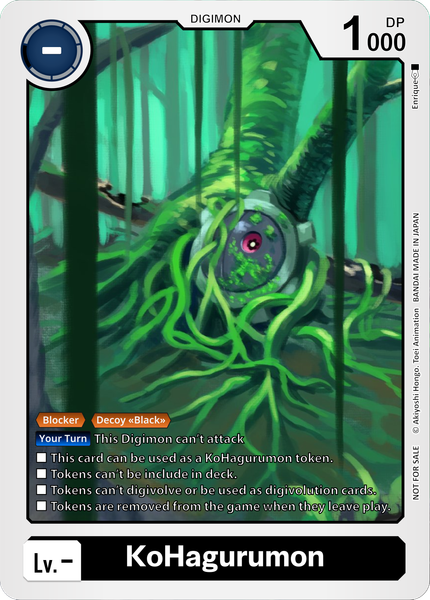 DIGIMON
–
DP
1000
Enrique
© Akiyoshi Hongo. Toei Animation BANDAI MADE IN JAPAN
NOT FOR SALE
Blocker Decoy «Black»
Your Turn This Digimon can't attack
This card can be used as a KoHagurumon token.
Tokens can't be include in deck.
Tokens can't digivolve or be used as digivolution cards.
Tokens are removed from the game when they leave play.
Lv.–
KoHagurumon